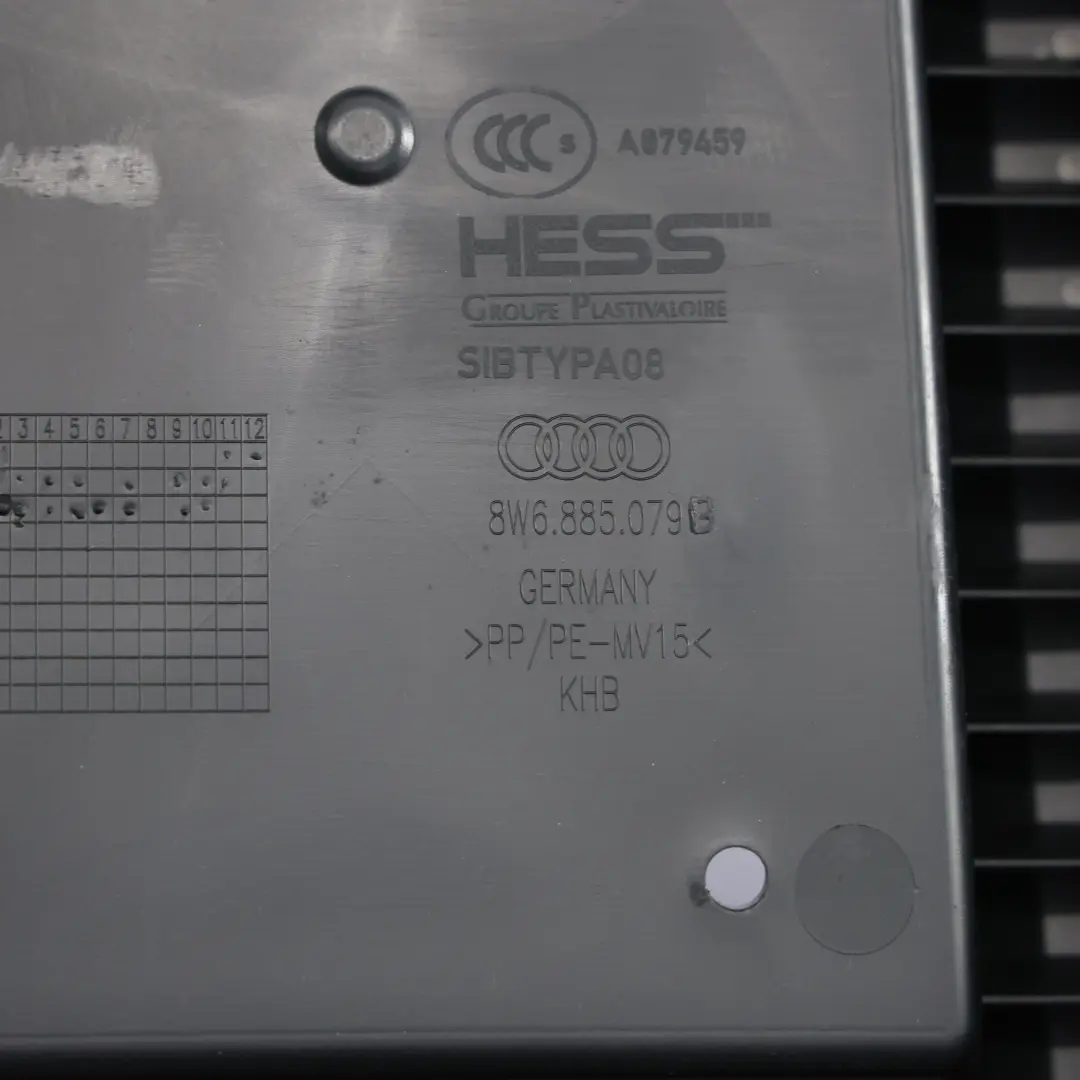 CCC S A079459
HESS
GROUPE PLASTIVALOIRE
SIBTYPA08
2 3 4 5 6 7 8 9 10 11 12
8W6.885.079
GERMANY
>PP/PE-MV15<
KHB